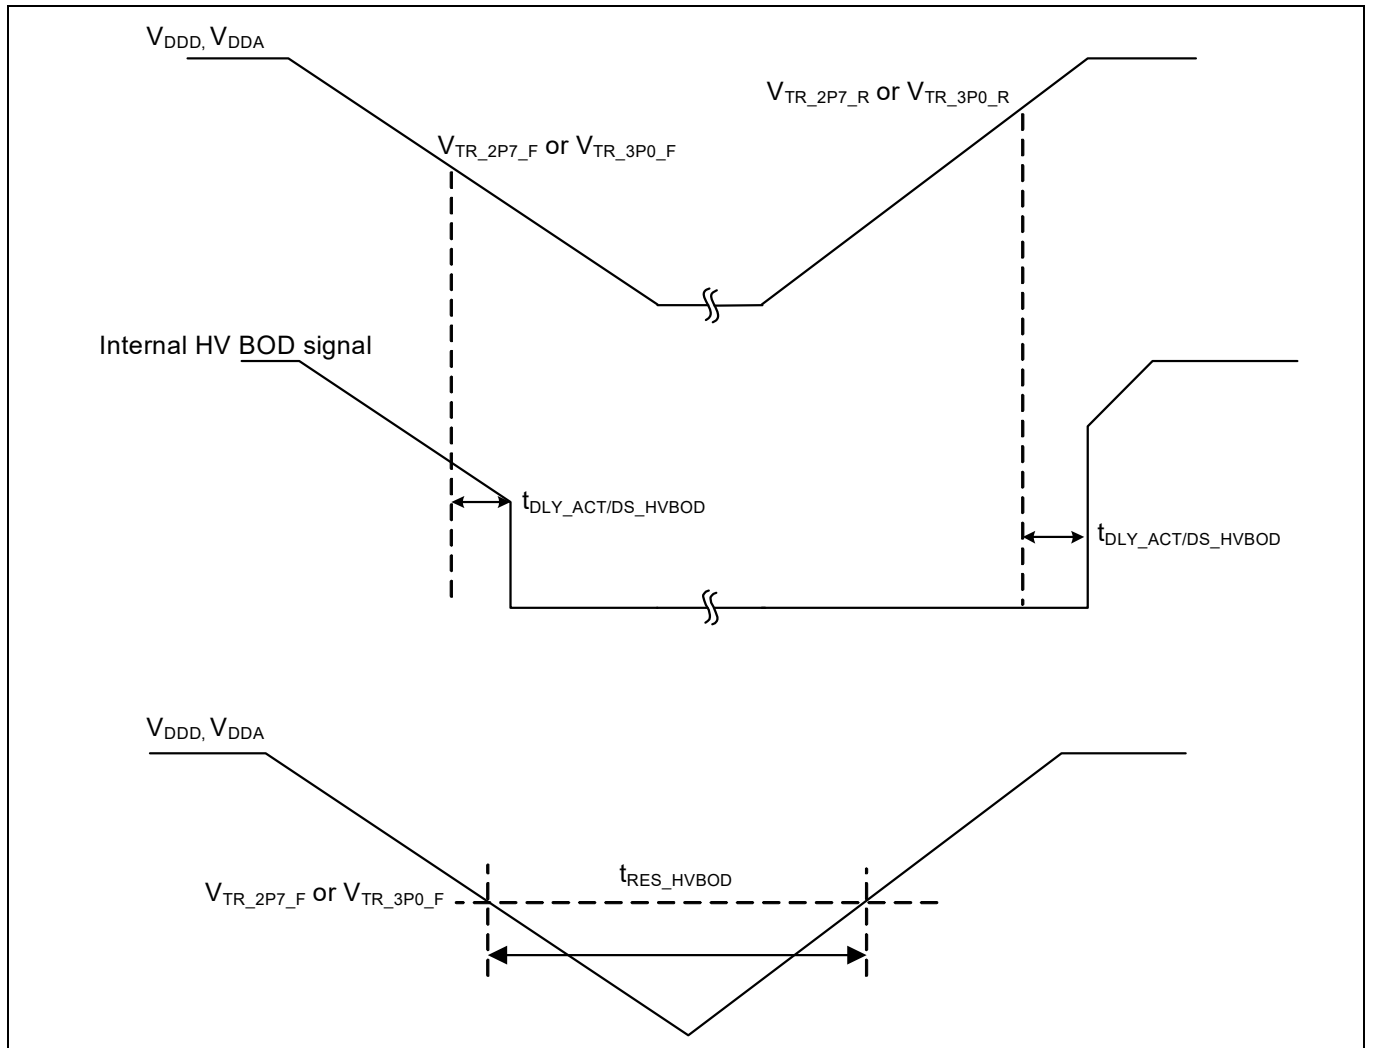 VDDD, VDDA
VTR_2P7_R or VTR_3P0_R
VTR_2P7_F or VTR_3P0_F
Internal HV BOD signal
tDLY_ACT/DS_HVBOD
tDLY_ACT/DS_HVBOD
VDDD, VDDA
tRES_HVBOD
VTR_2P7_F or VTR_3P0_F